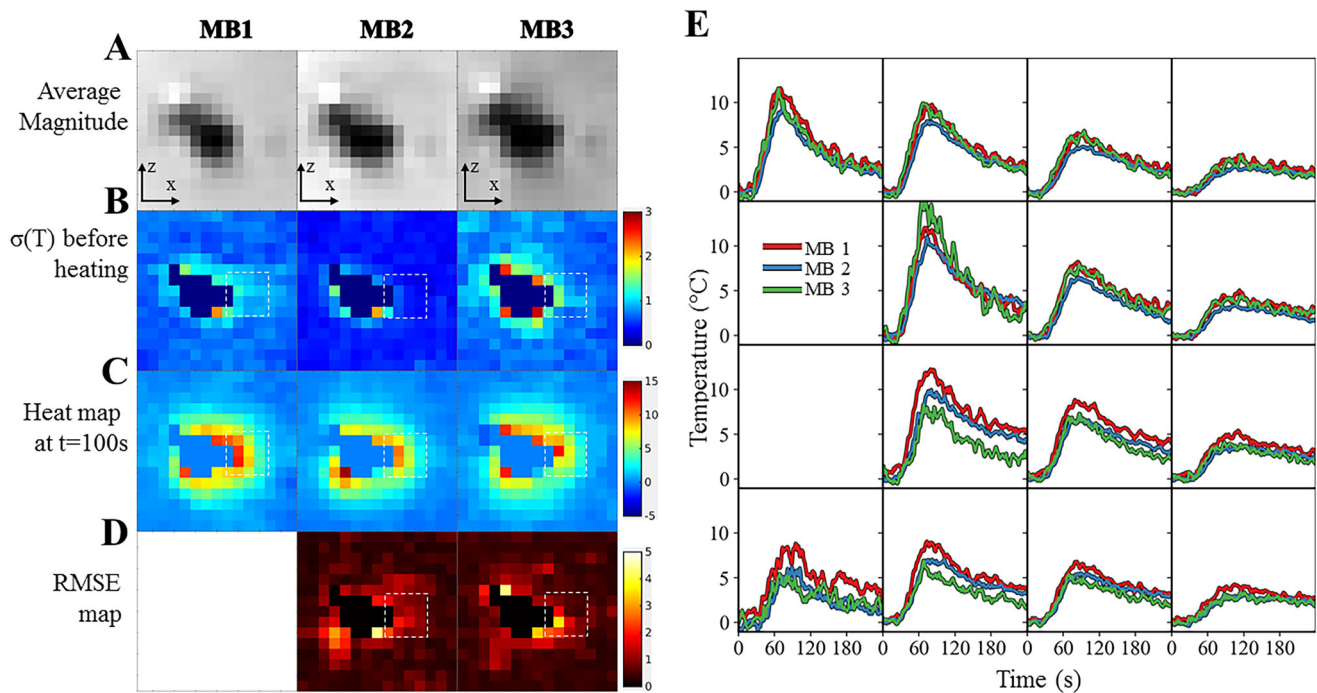 MB1 MB2 MB3
A
Average
Magnitude
z z z
x x x
B
σ(T) before
heating
3
2
1
0
C
Heat map
at t=100s
15
10
5
0
-5
D
RMSE
map
5
4
3
2
1
0
E
10
5
0
10
5
0
MB 1
MB 2
MB 3
10
5
0
10
5
0
Temperature (°C)
0 60 120 180 0 60 120 180 0 60 120 180 0 60 120 180
Time (s)